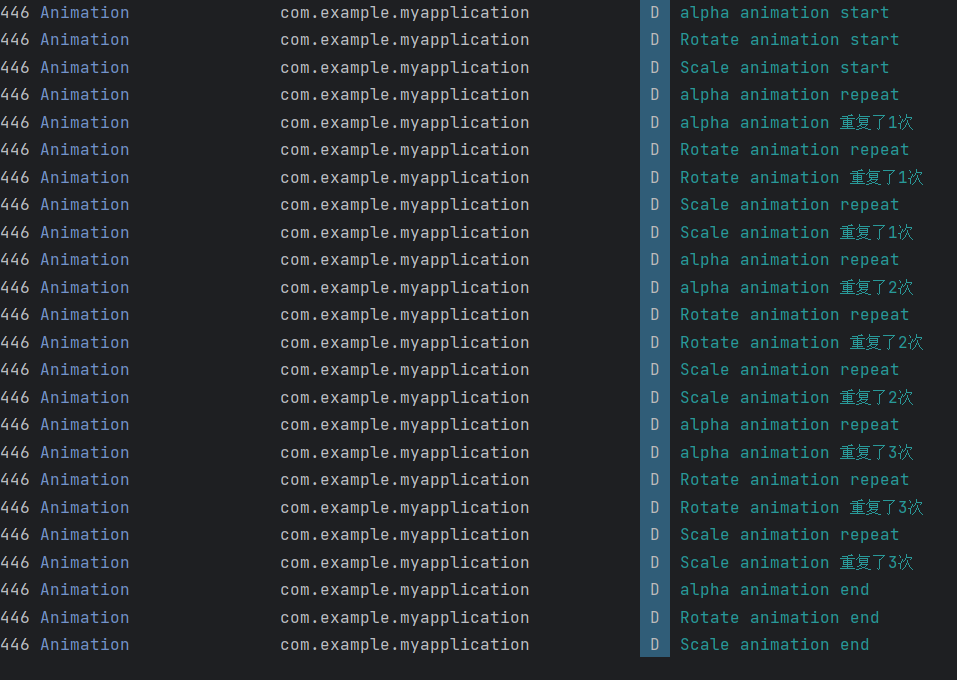 446 Animation com.example.myapplication D alpha animation start
446 Animation com.example.myapplication D Rotate animation start
446 Animation com.example.myapplication D Scale animation start
446 Animation com.example.myapplication D alpha animation repeat
446 Animation com.example.myapplication D alpha animation 重复了1次
446 Animation com.example.myapplication D Rotate animation repeat
446 Animation com.example.myapplication D Rotate animation 重复了1次
446 Animation com.example.myapplication D Scale animation repeat
446 Animation com.example.myapplication D Scale animation 重复了1次
446 Animation com.example.myapplication D alpha animation repeat
446 Animation com.example.myapplication D alpha animation 重复了2次
446 Animation com.example.myapplication D Rotate animation repeat
446 Animation com.example.myapplication D Rotate animation 重复了2次
446 Animation com.example.myapplication D Scale animation repeat
446 Animation com.example.myapplication D Scale animation 重复了2次
446 Animation com.example.myapplication D alpha animation repeat
446 Animation com.example.myapplication D alpha animation 重复了3次
446 Animation com.example.myapplication D Rotate animation repeat
446 Animation com.example.myapplication D Rotate animation 重复了3次
446 Animation com.example.myapplication D Scale animation repeat
446 Animation com.example.myapplication D Scale animation 重复了3次
446 Animation com.example.myapplication D alpha animation end
446 Animation com.example.myapplication D Rotate animation end
446 Animation com.example.myapplication D Scale animation end